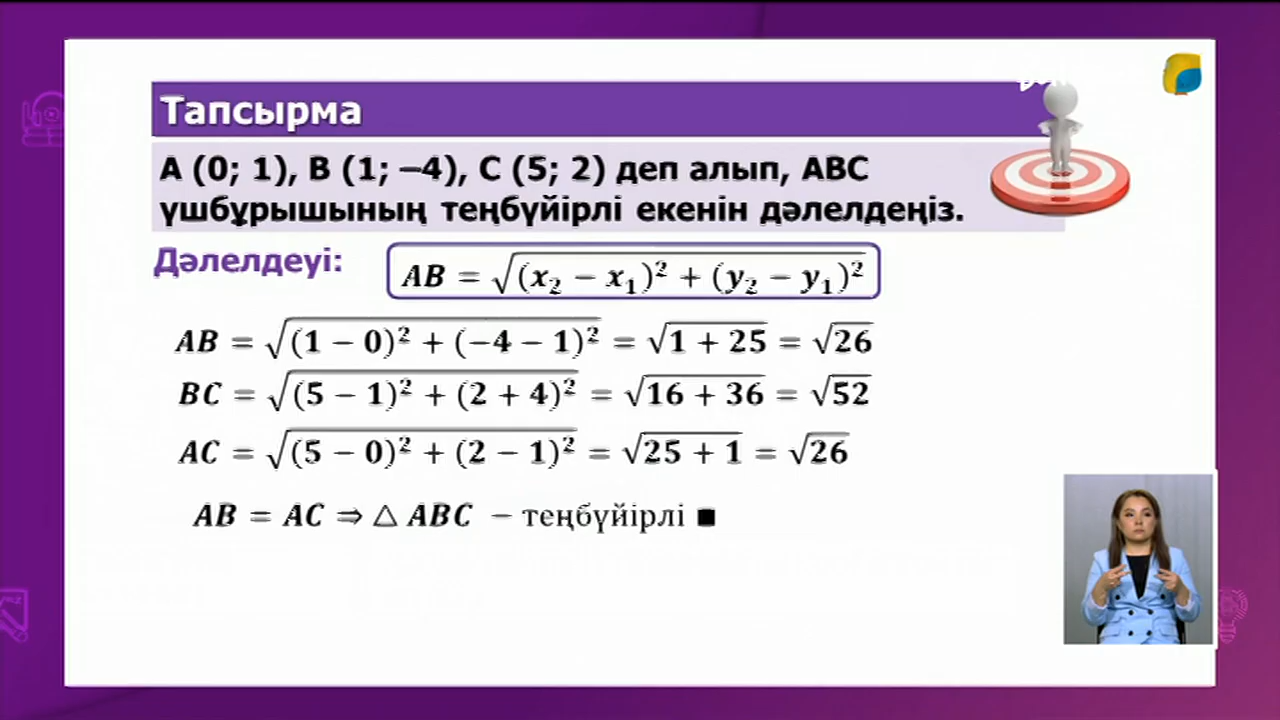 Тапсырма
А (0; 1), В (1; –4), С (5; 2) деп алып, АВС
үшбұрышының теңбүйірлі екенін дәлелдеңіз.
Дәлелдеуі: AB = √((x₂ − x₁)² + (y₂ − y₁)²)
AB = √((1 − 0)² + (−4 − 1)²) = √(1 + 25) = √26
BC = √((5 − 1)² + (2 + 4)²) = √(16 + 36) = √52
AC = √((5 − 0)² + (2 − 1)²) = √(25 + 1) = √26
AB = AC ⇒ △ ABC − теңбүйірлі ■